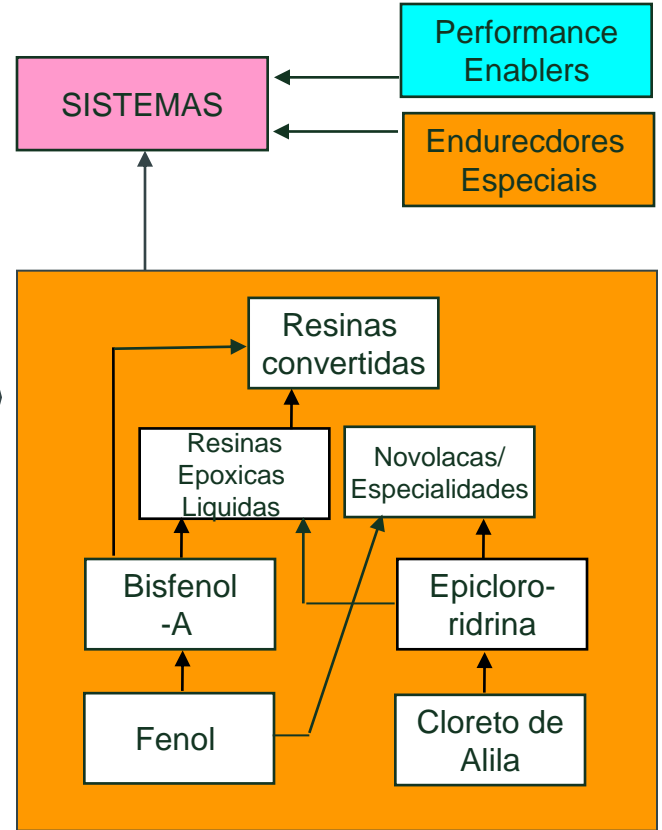 Performance
Enablers
SISTEMAS
Endurecdores
Especiais
Resinas
convertidas
Resinas
Epoxicas
Liquidas
Novolacas/
Especialidades
Bisfenol
-A
Epicloro-
ridrina
Fenol
Cloreto de
Alila